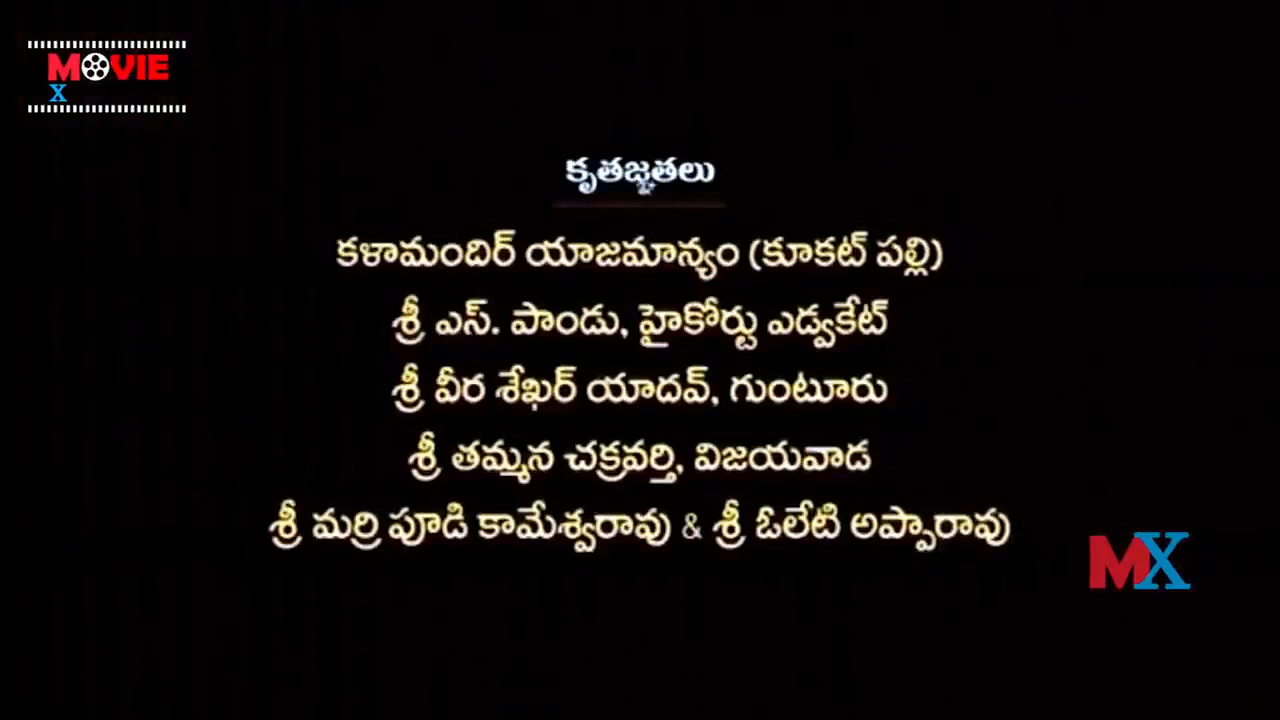 MOVIE
X
కృతజ్ఞతలు
కళామందిర్ యాజమాన్యం (కూకట్ పల్లి)
శ్రీ ఎస్. పాండు, హైకోర్టు ఎడ్వకేట్
శ్రీ వీర శేఖర్ యాదవ్, గుంటూరు
శ్రీ తమ్మన చక్రవర్తి, విజయవాడ
శ్రీ మర్రి పూడి కామేశ్వరావు & శ్రీ ఓలేటి అప్పారావు
MX